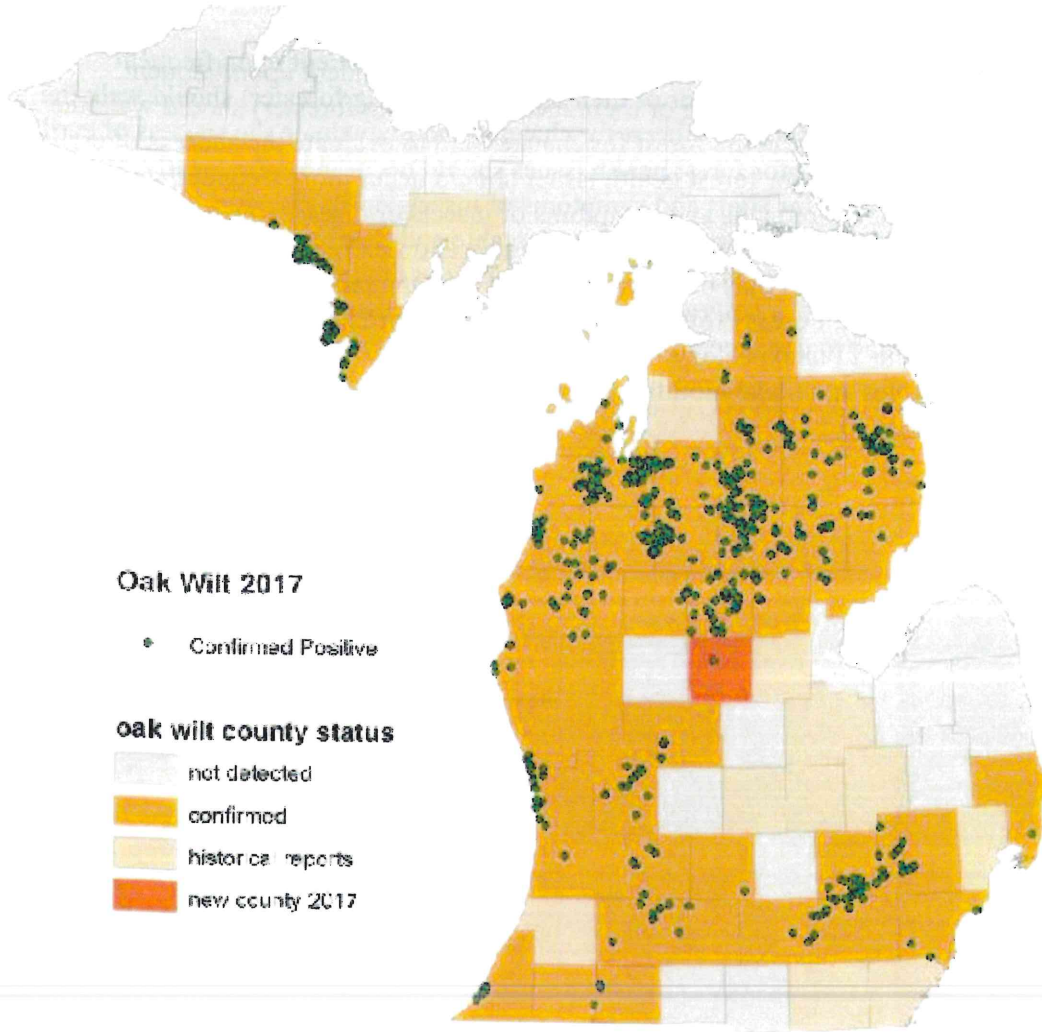 Oak Wilt 2017
Confirmed Positive
oak wilt county status
not detected
confirmed
historical reports
new county 2017